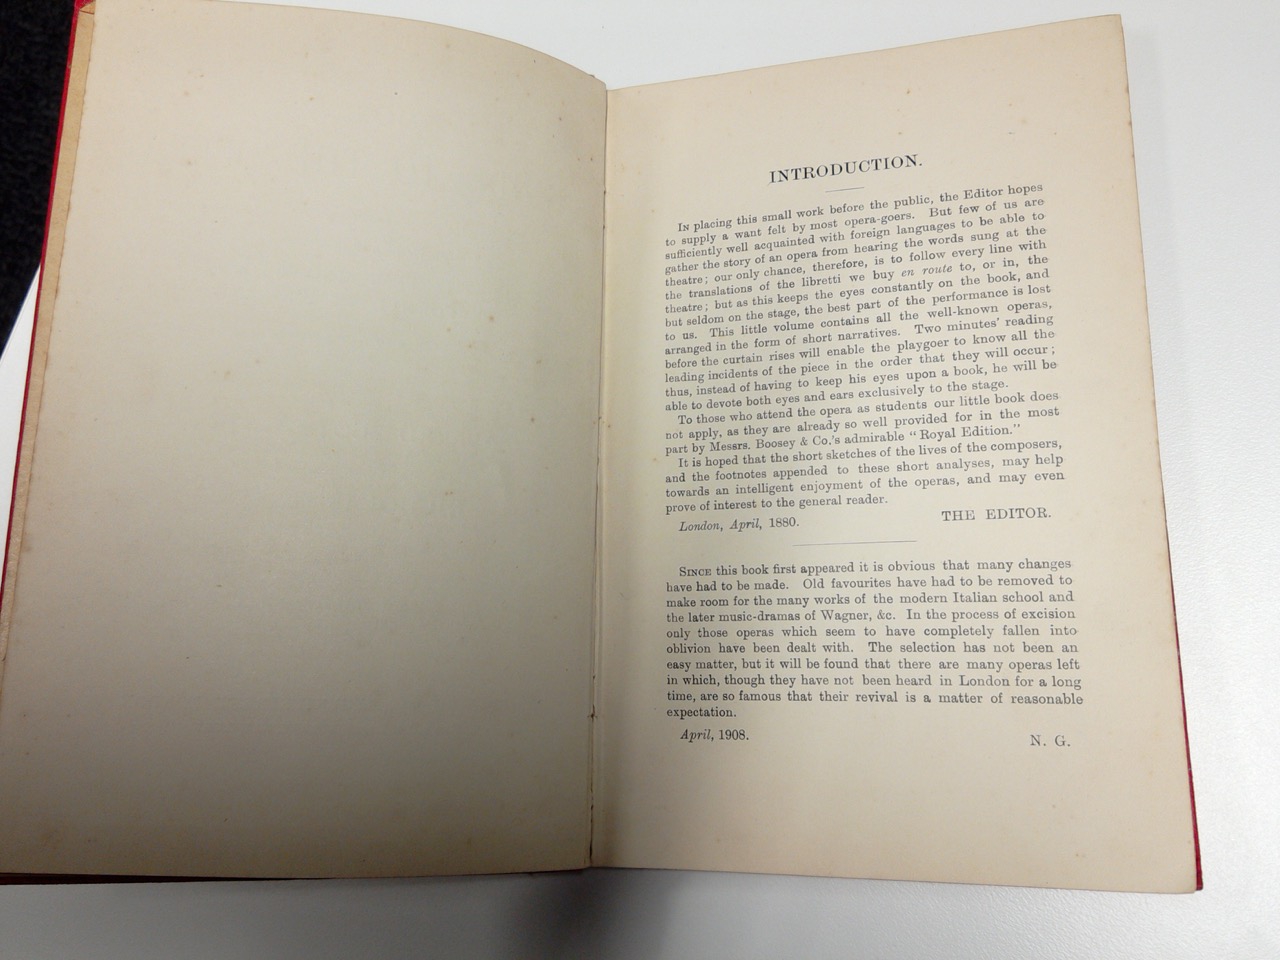 INTRODUCTION.
In placing this small work before the public, the Editor hopes
to supply a want felt by most opera-goers. But few of us are
sufficiently well acquainted with foreign languages to be able to
gather the story of an opera from hearing the words sung at the
theatre; our only chance, therefore, is to follow every line with
the translations of the libretti we buy en route to, or in, the
theatre; but as this keeps the eyes constantly on the book, and
but seldom on the stage, the best part of the performance is lost
to us. This little volume contains all the well-known operas,
arranged in the form of short narratives. Two minutes' reading
before the curtain rises will enable the playgoer to know all the
leading incidents of the piece in the order that they will occur;
thus, instead of having to keep his eyes upon a book, he will be
able to devote both eyes and ears exclusively to the stage.
To those who attend the opera as students our little book does
not apply, as they are already so well provided for in the most
part by Messrs. Boosey & Co.'s admirable "Royal Edition."
It is hoped that the short sketches of the lives of the composers,
and the footnotes appended to these short analyses, may help
towards an intelligent enjoyment of the operas, and may even
prove of interest to the general reader.
London, April, 1880. THE EDITOR.
Since this book first appeared it is obvious that many changes
have had to be made. Old favourites have had to be removed to
make room for the many works of the modern Italian school and
the later music-dramas of Wagner, &c. In the process of excision
only those operas which seem to have completely fallen into
oblivion have been dealt with. The selection has not been an
easy matter, but it will be found that there are many operas left
in which, though they have not been heard in London for a long
time, are so famous that their revival is a matter of reasonable
expectation.
April, 1908. N. G.